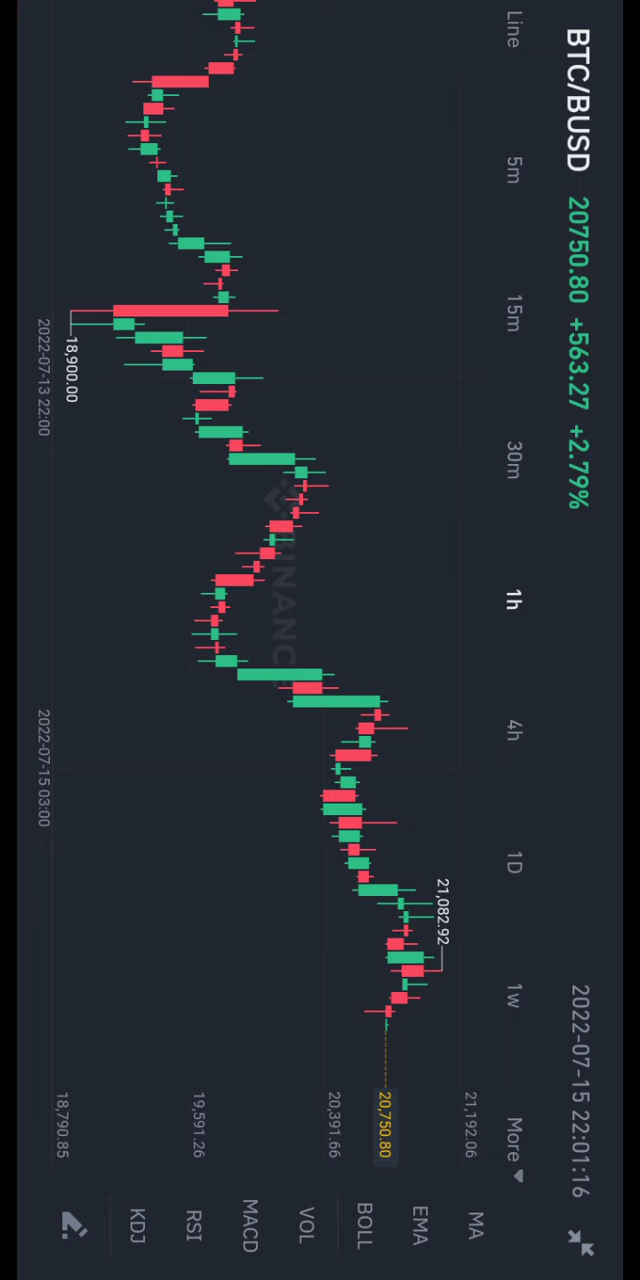 BTC/BUSD 20750.80 +563.27 +2.79% 2022-07-15 22:01:16
Line 5m 15m 30m 1h 4h 1D 1w More
21,192.06
21,082.92
20,750.80
20,391.66
BINANCE
19,591.26
18,900.00
18,790.85
2022-07-13 22:00 2022-07-15 03:00
MA
EMA
BOLL
VOL
MACD
RSI
KDJ